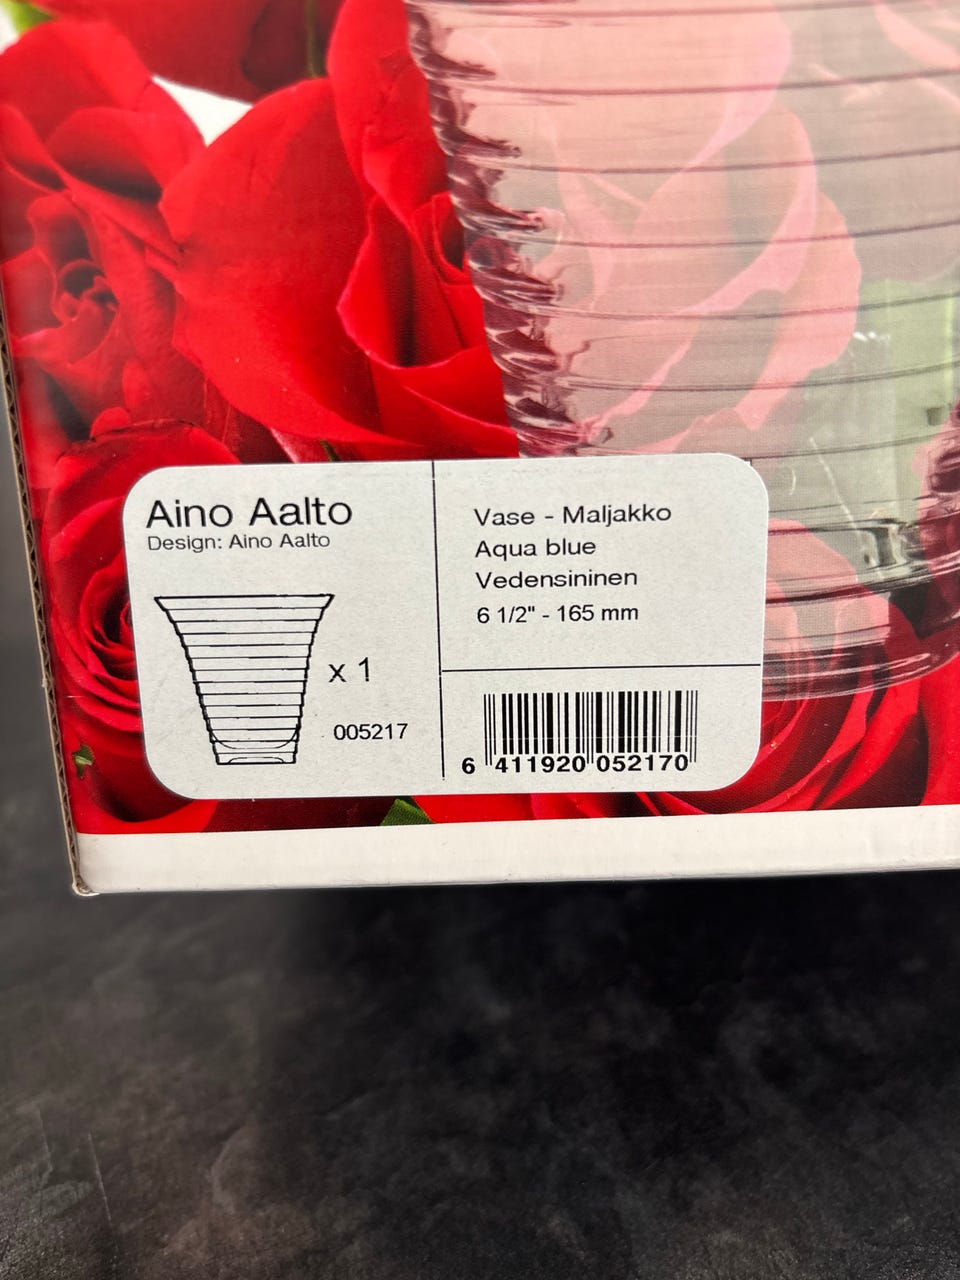 Aino Aalto
Design: Aino Aalto
x 1
005217
Vase - Maljakko
Aqua blue
Vedensininen
6 1/2" - 165 mm
6 411920 052170